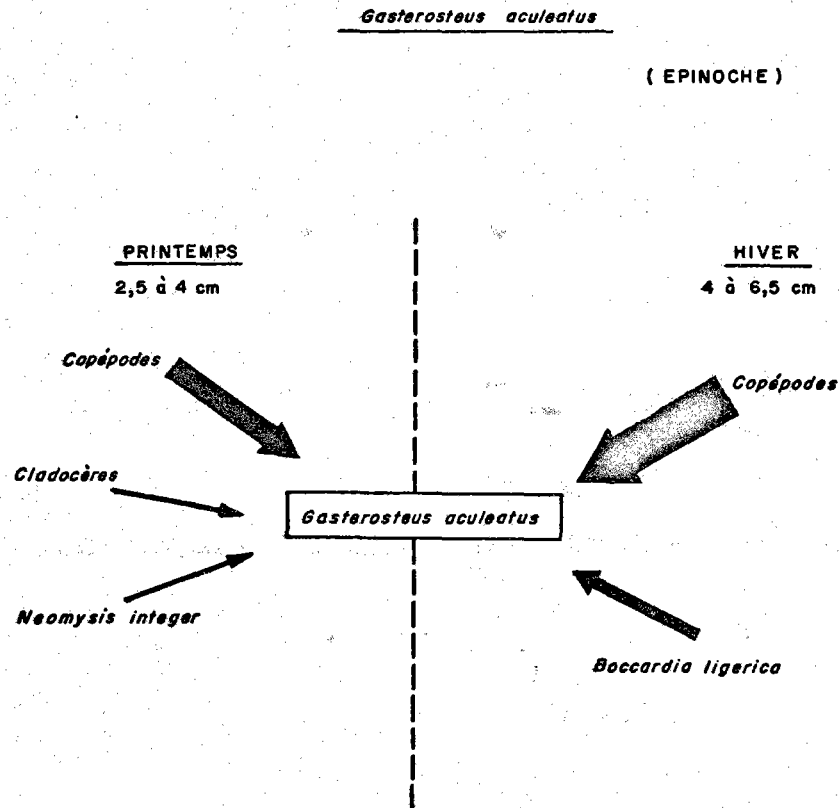 Gasterosteus aculeatus
( EPINOCHE )
PRINTEMPS
2,5 à 4 cm
HIVER
4 à 6,5 cm
Copépodes
Copépodes
Cladocères
Gasterosteus aculeatus
Neomysis integer
Boccardia ligerica